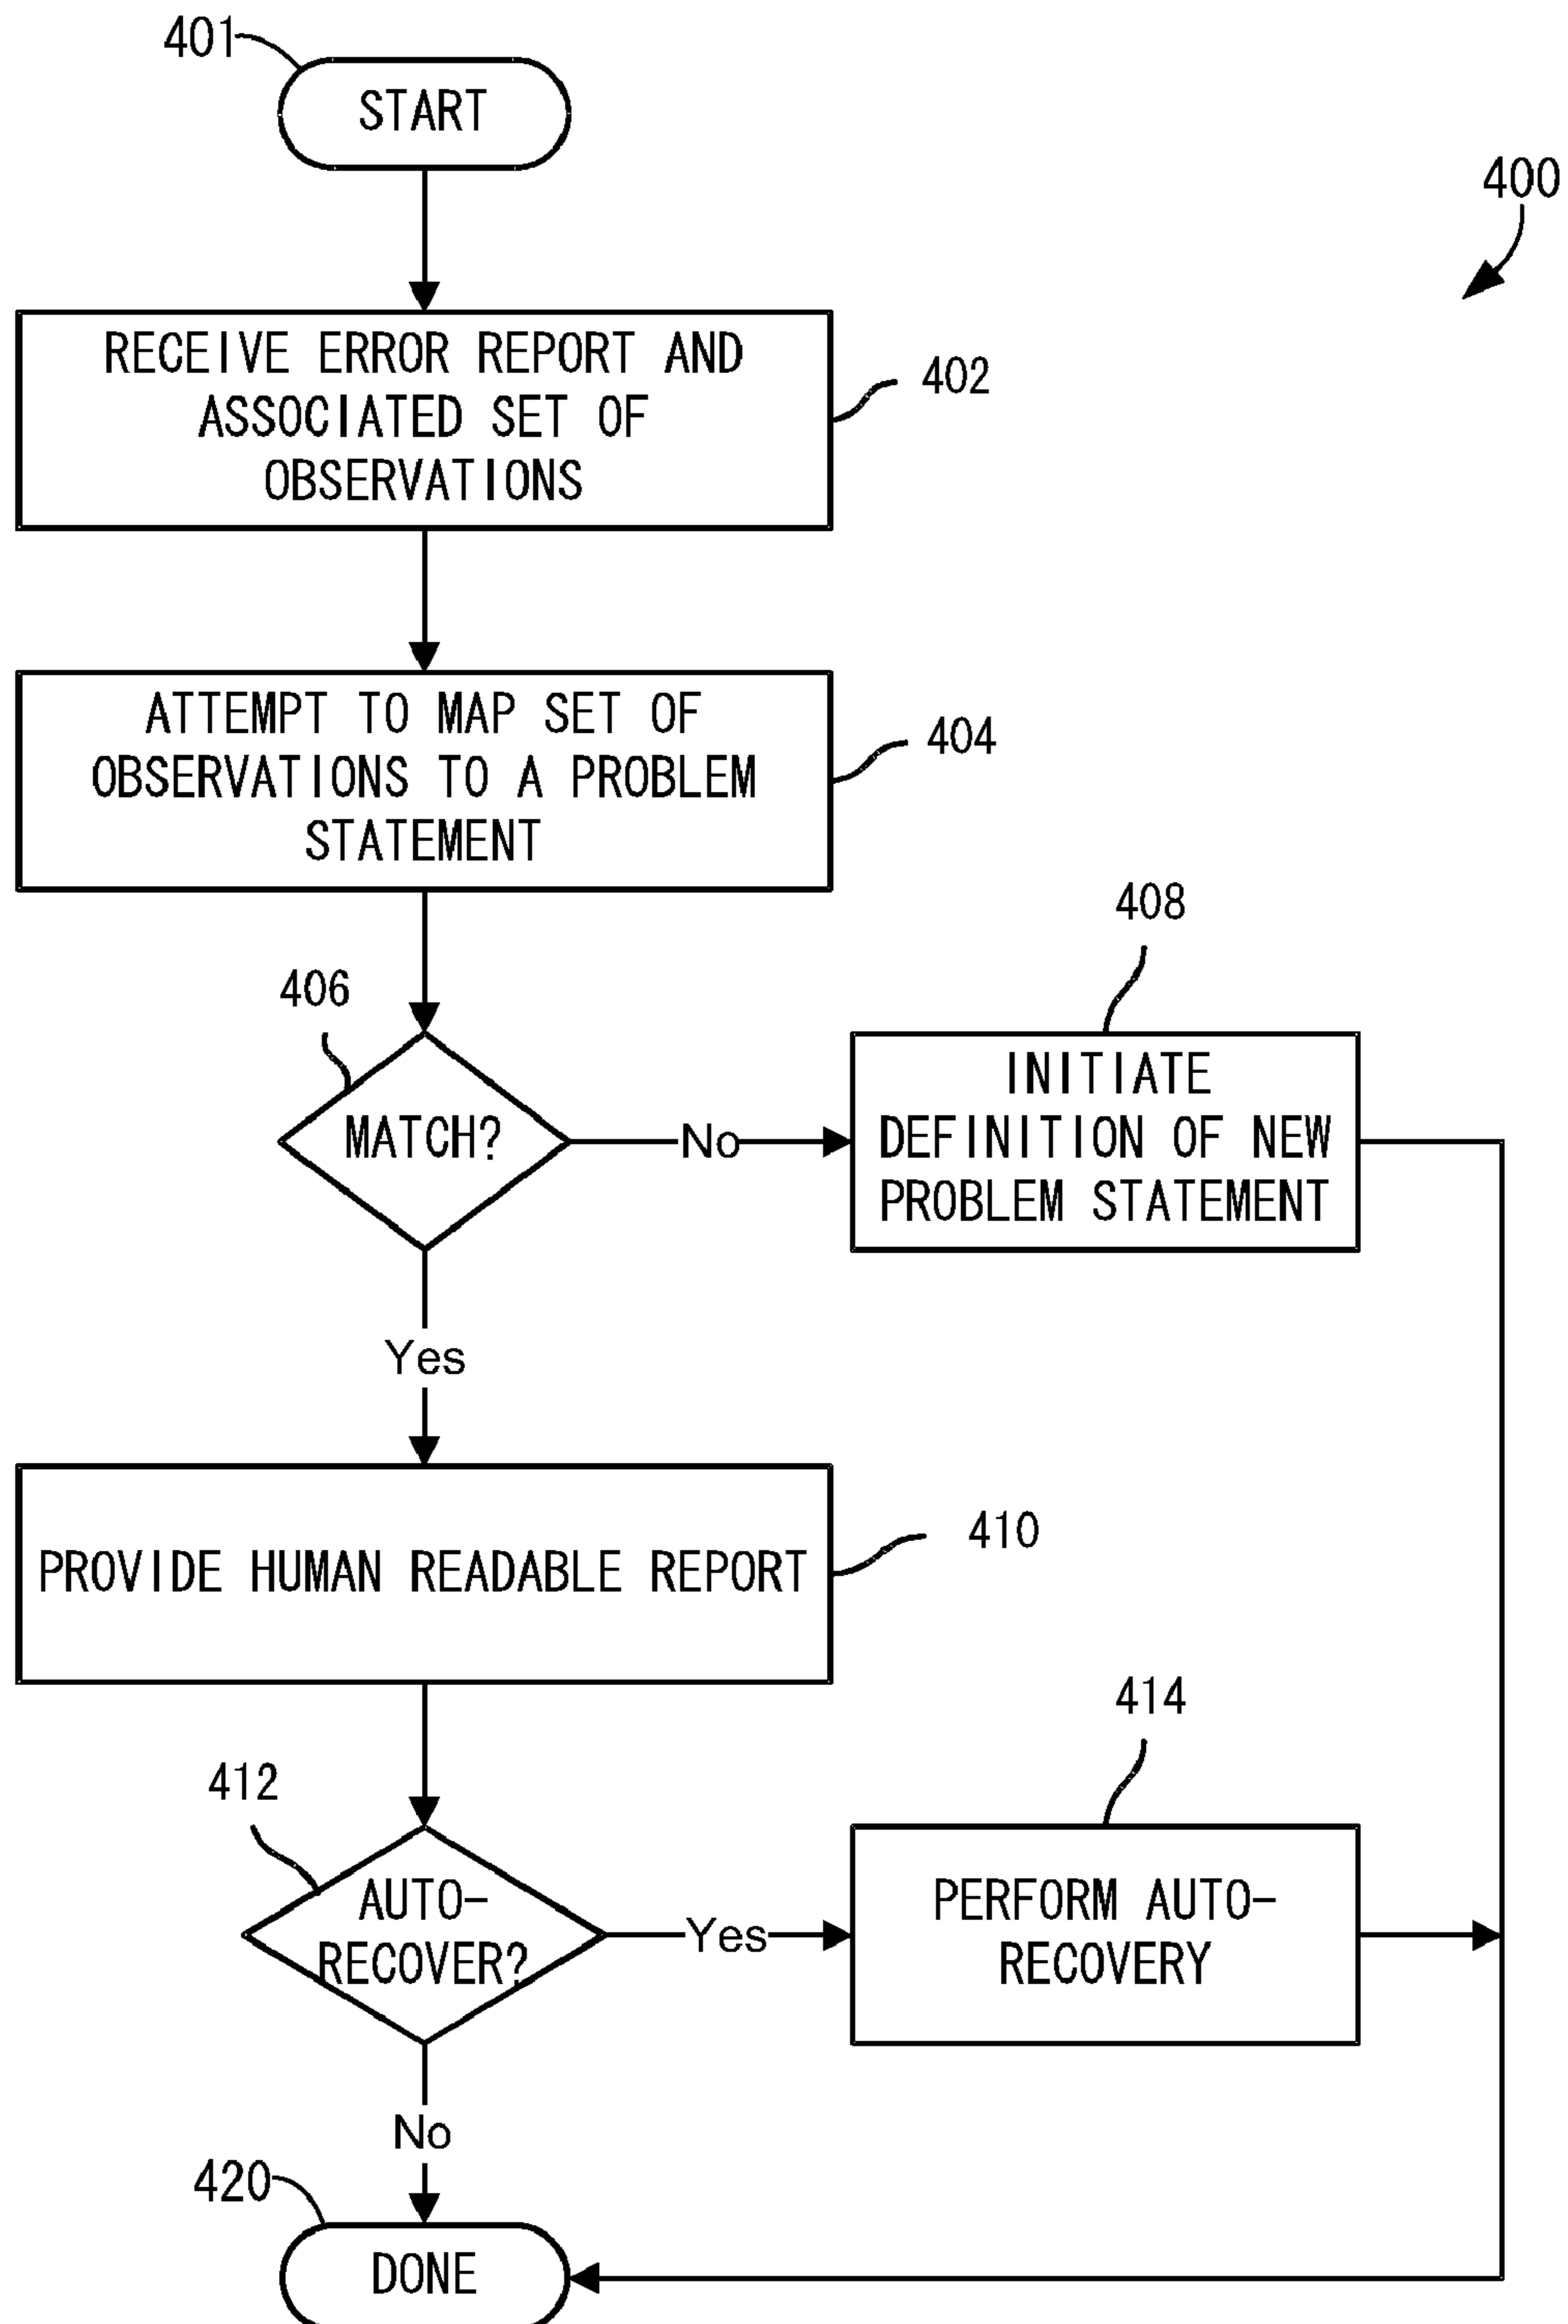 401
START
400
RECEIVE ERROR REPORT AND
ASSOCIATED SET OF
OBSERVATIONS
402
ATTEMPT TO MAP SET OF
OBSERVATIONS TO A PROBLEM
STATEMENT
404
406
MATCH?
No
408
INITIATE
DEFINITION OF NEW
PROBLEM STATEMENT
Yes
PROVIDE HUMAN READABLE REPORT
410
412
AUTO-
RECOVER?
Yes
414
PERFORM AUTO-
RECOVERY
No
420
DONE